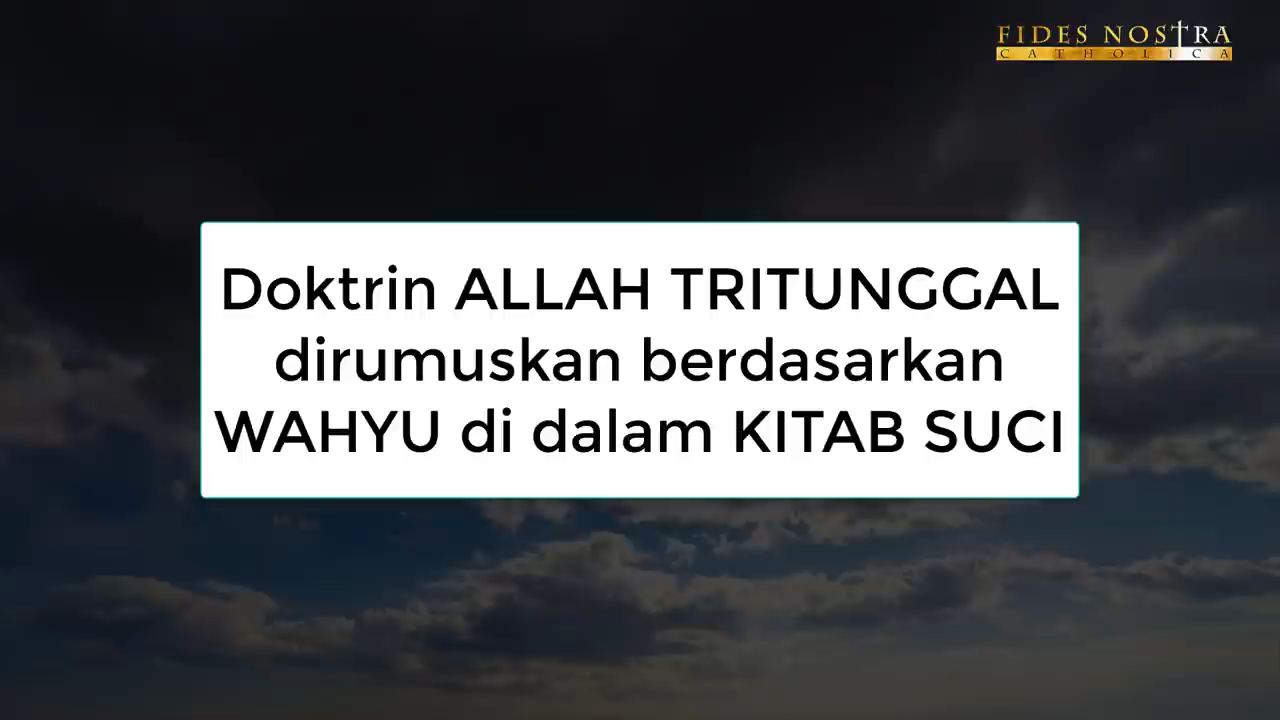 FIDES NOSTRA
CATHOLICA
Doktrin ALLAH TRITUNGGAL
dirumuskan berdasarkan
WAHYU di dalam KITAB SUCI